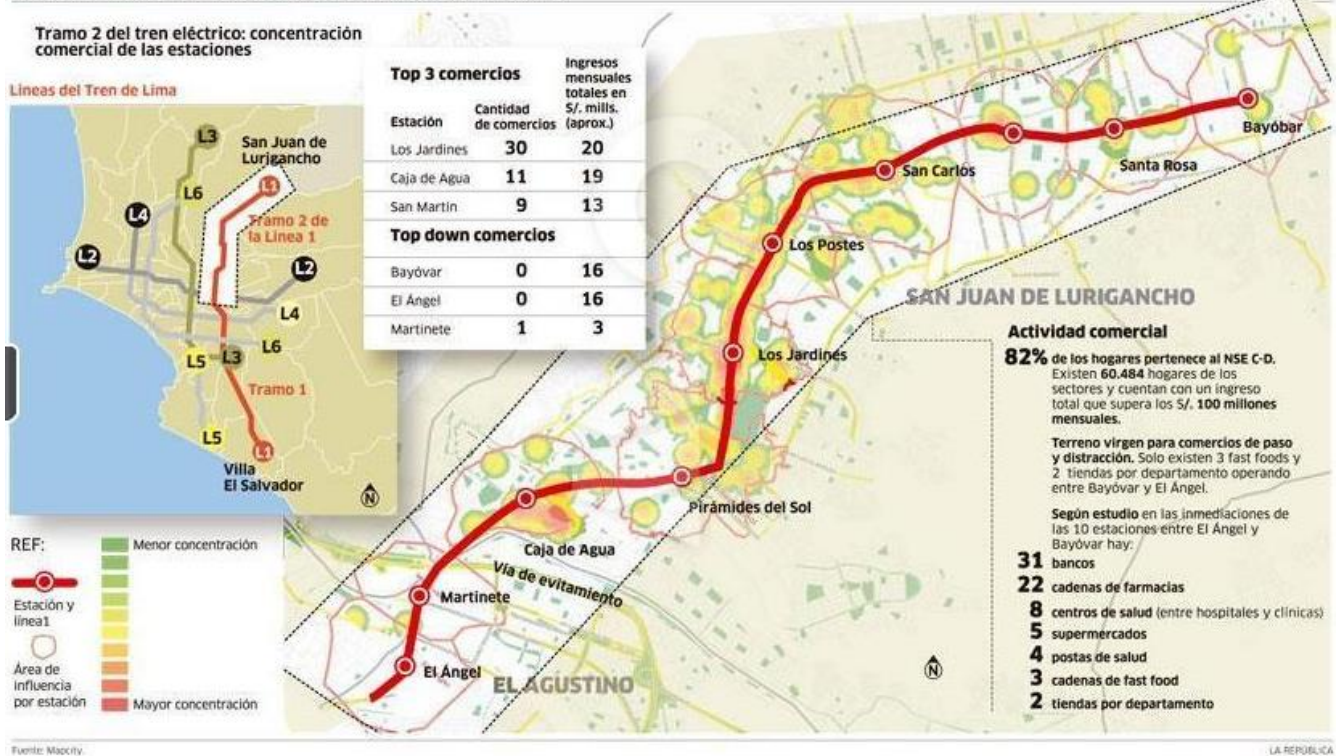 Tramo 2 del tren eléctrico: concentración
comercial de las estaciones
Líneas del Tren de Lima
L3
San Juan de
Lurigancho
L1
L6
L4
Tramo 2 de
la Línea 1
L2
L2
L4
L6
L5
L3
Tramo 1
L5
L1
Villa
El Salvador
N
Top 3 comercios
Estación
Cantidad
de comercios
Ingresos
mensuales
totales en
S/. mills.
(aprox.)
Los Jardines 30 20
Caja de Agua 11 19
San Martín 9 13
Top down comercios
Bayóvar 0 16
El Ángel 0 16
Martinete 1 3
Bayóbar
Santa Rosa
San Carlos
Los Postes
SAN JUAN DE LURIGANCHO
Los Jardines
Pirámides del Sol
Caja de Agua
Vía de evitamiento
Martinete
El Ángel
EL AGUSTINO
N
Actividad comercial
82% de los hogares pertenece al NSE C-D.
Existen 60.484 hogares de los
sectores y cuentan con un ingreso
total que supera los S/. 100 millones
mensuales.
Terreno virgen para comercios de paso
y distracción. Solo existen 3 fast foods y
2 tiendas por departamento operando
entre Bayóvar y El Ángel.
Según estudio en las inmediaciones de
las 10 estaciones entre El Ángel y
Bayóvar hay:
31 bancos
22 cadenas de farmacias
8 centros de salud (entre hospitales y clínicas)
5 supermercados
4 postas de salud
3 cadenas de fast food
2 tiendas por departamento
REF:
Estación y
línea1
Área de
influencia
por estación
Menor concentración
Mayor concentración
Fuente: Mapcity.
LA REPÚBLICA